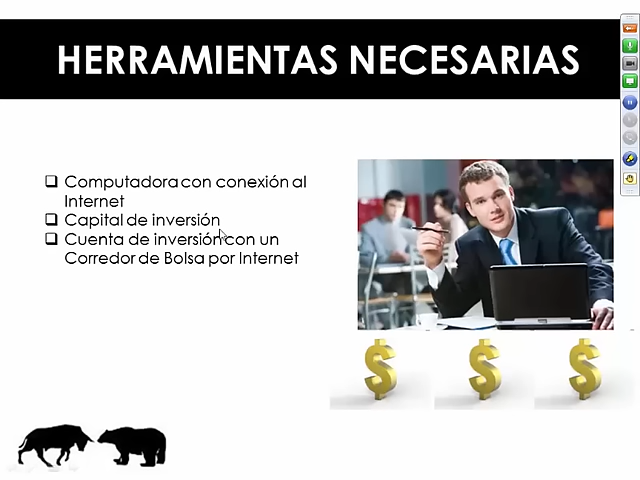 HERRAMIENTAS NECESARIAS
Computadora con conexión al
Internet
Capital de inversión
Cuenta de inversión con un
Corredor de Bolsa por Internet
$ $ $